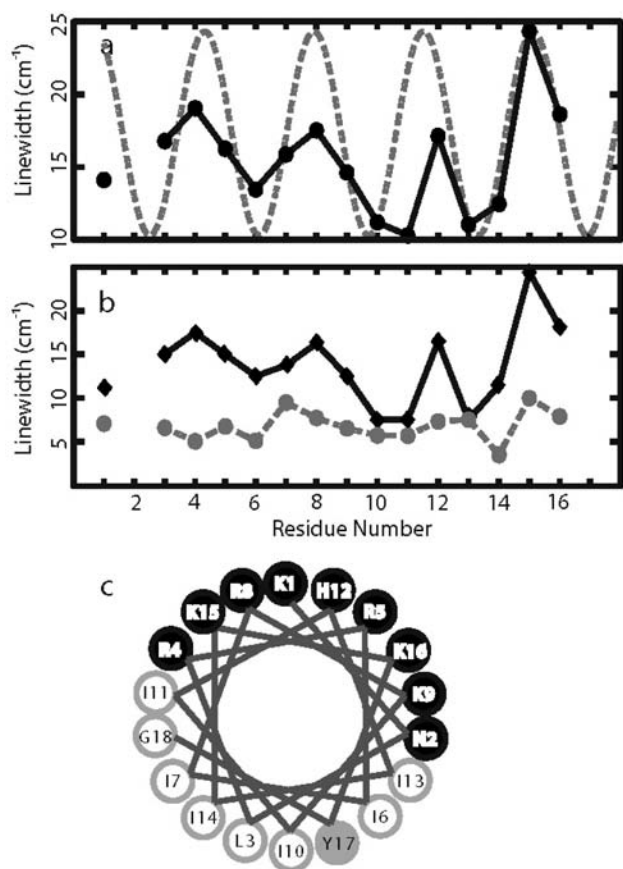 a
25
20
15
10
Linewidth (cm⁻¹)
b
20
15
10
5
Linewidth (cm⁻¹)
2 4 6 8 10 12 14 16
Residue Number
c
K1
R8 H12
K15 R5
R4 K16
I11 K9
G18 N2
I7 I13
I14 I6
L3 I10 Y17